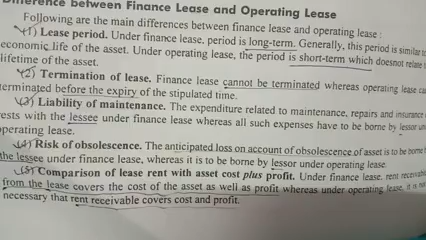 Difference between Finance Lease and Operating Lease
Following are the main differences between finance lease and operating lease :
(1) Lease period. Under finance lease, period is long-term. Generally, this period is similar to
economic life of the asset. Under operating lease, the period is short-term which doesnot relate
lifetime of the asset.
(2) Termination of lease. Finance lease cannot be terminated whereas operating lease
terminated before the expiry of the stipulated time.
(3) Liability of maintenance. The expenditure related to maintenance, repairs and insurance
rests with the lessee under finance lease whereas all such expenses have to be borne by lessor
operating lease.
(4) Risk of obsolescence. The anticipated loss on account of obsolescence of asset is to be borne
the lessee under finance lease, whereas it is to be borne by lessor under operating lease.
(5) Comparison of lease rent with asset cost plus profit. Under finance lease, rent
from the lease covers the cost of the asset as well as profit whereas under operating lease, it is
necessary that rent receivable covers cost and profit.